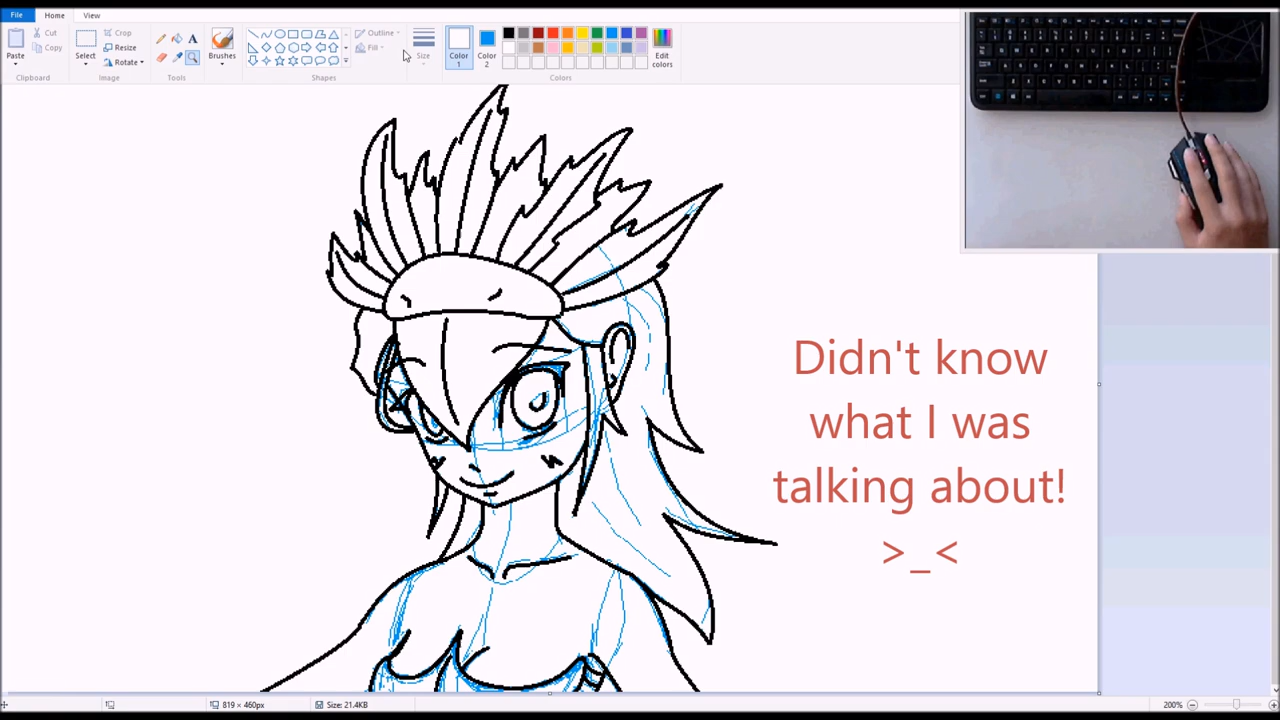 File Home View
Paste
Cut
Copy
Clipboard
Select
Crop
Resize
Rotate
Image
A
Tools
Brushes
Shapes
Outline
Fill
Size
Color 1
Color 2
Edit colors
Colors
Didn't know
what I was
talking about!
>_<
819 × 460px
Size: 21.4KB
200%